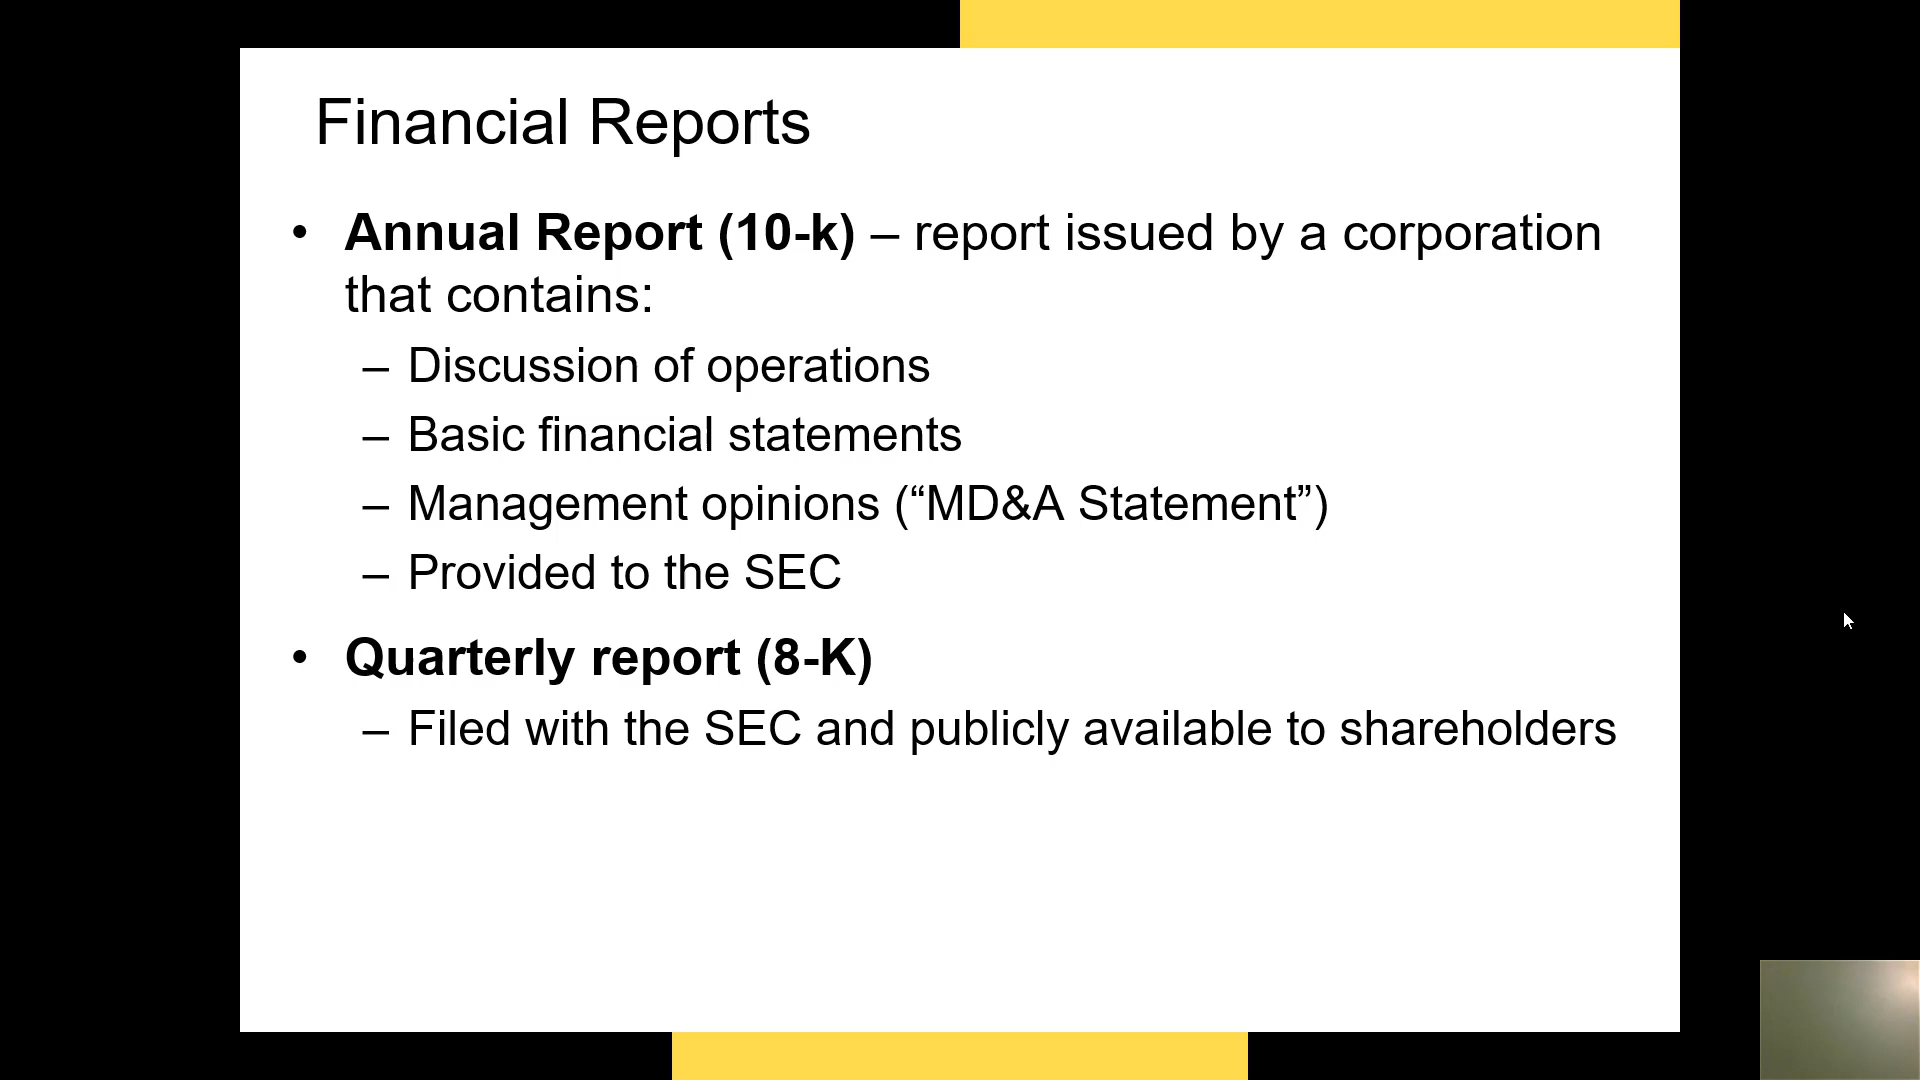 Financial Reports
• Annual Report (10-k) – report issued by a corporation
that contains:
– Discussion of operations
– Basic financial statements
– Management opinions (“MD&A Statement”)
– Provided to the SEC
• Quarterly report (8-K)
– Filed with the SEC and publicly available to shareholders